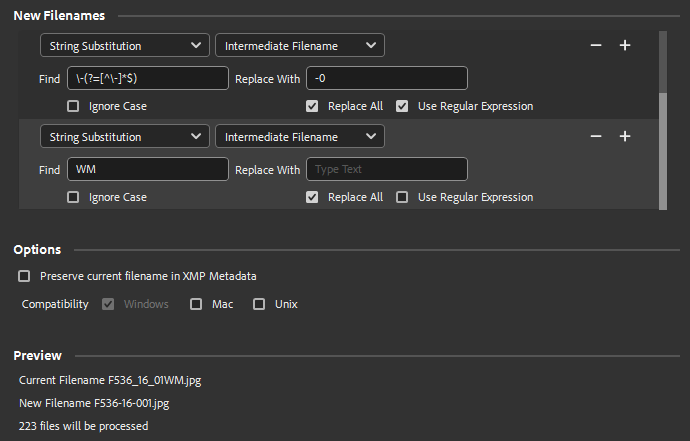 New Filenames
String Substitution Intermediate Filename
Find \-(?=[^\-]*$) Replace With -0
Ignore Case Replace All Use Regular Expression
String Substitution Intermediate Filename
Find WM Replace With Type Text
Ignore Case Replace All Use Regular Expression
Options
Preserve current filename in XMP Metadata
Compatibility Windows Mac Unix
Preview
Current Filename F536_16_01WM.jpg
New Filename F536-16-001.jpg
223 files will be processed